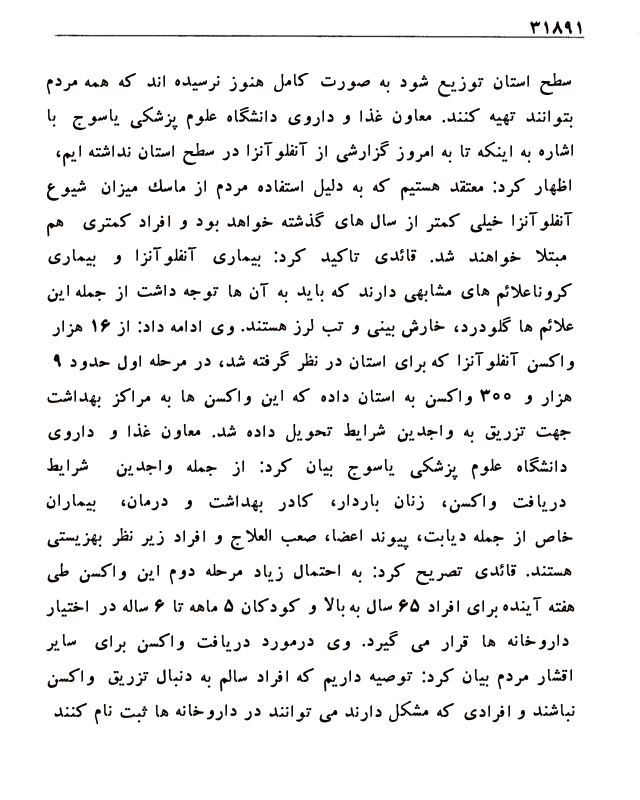 ۳۱۸۹۱
سطح استان توزیع شود به صورت کامل هنوز نرسیده اند که همه مردم
بتوانند تهیه کنند. معاون غذا و داروی دانشگاه علوم پزشکی یاسوج با
اشاره به اینکه تا به امروز گزارشی از آنفلوآنزا در سطح استان نداشته ایم،
اظهار کرد: معتقد هستیم که به دلیل استفاده مردم از ماسك میزان شیوع
آنفلوآنزا خیلی کمتر از سال های گذشته خواهد بود و افراد کمتری هم
مبتلا خواهند شد. قائدی تاکید کرد: بیماری آنفلوآنزا و بیماری
کروناعلائم های مشابهی دارند که باید به آن ها توجه داشت از جمله این
علائم ها گلودرد، خارش بینی و تب لرز هستند. وی ادامه داد: از ۱۶ هزار
واکسن آنفلوآنزا که برای استان در نظر گرفته شد، در مرحله اول حدود ۹
هزار و ۳۰۰ واکسن به استان داده که این واکسن ها به مراکز بهداشت
جهت تزریق به واجدین شرایط تحویل داده شد. معاون غذا و داروی
دانشگاه علوم پزشکی یاسوج بیان کرد: از جمله واجدین شرایط
دریافت واکسن، زنان باردار، کادر بهداشت و درمان، بیماران
خاص از جمله دیابت، پیوند اعضا، صعب العلاج و افراد زیر نظر بهزیستی
هستند. قائدی تصریح کرد: به احتمال زیاد مرحله دوم این واکسن طی
هفته آینده برای افراد ۶۵ سال به بالا و کودکان ۵ ماهه تا ۶ ساله در اختیار
داروخانه ها قرار می گیرد. وی درمورد دریافت واکسن برای سایر
اقشار مردم بیان کرد: توصیه داریم که افراد سالم به دنبال تزریق واکسن
نباشند و افرادی که مشکل دارند می توانند در داروخانه ها ثبت نام کنند